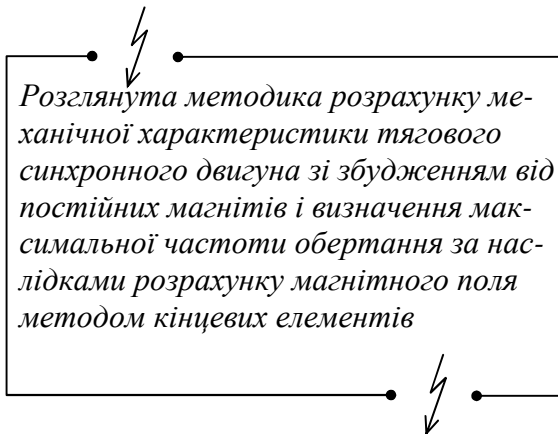 Розглянута методика розрахунку ме-
ханічної характеристики тягового
синхронного двигуна зі збудженням від
постійних магнітів і визначення мак-
симальної частоти обертання за нас-
лідками розрахунку магнітного поля
методом кінцевих елементів